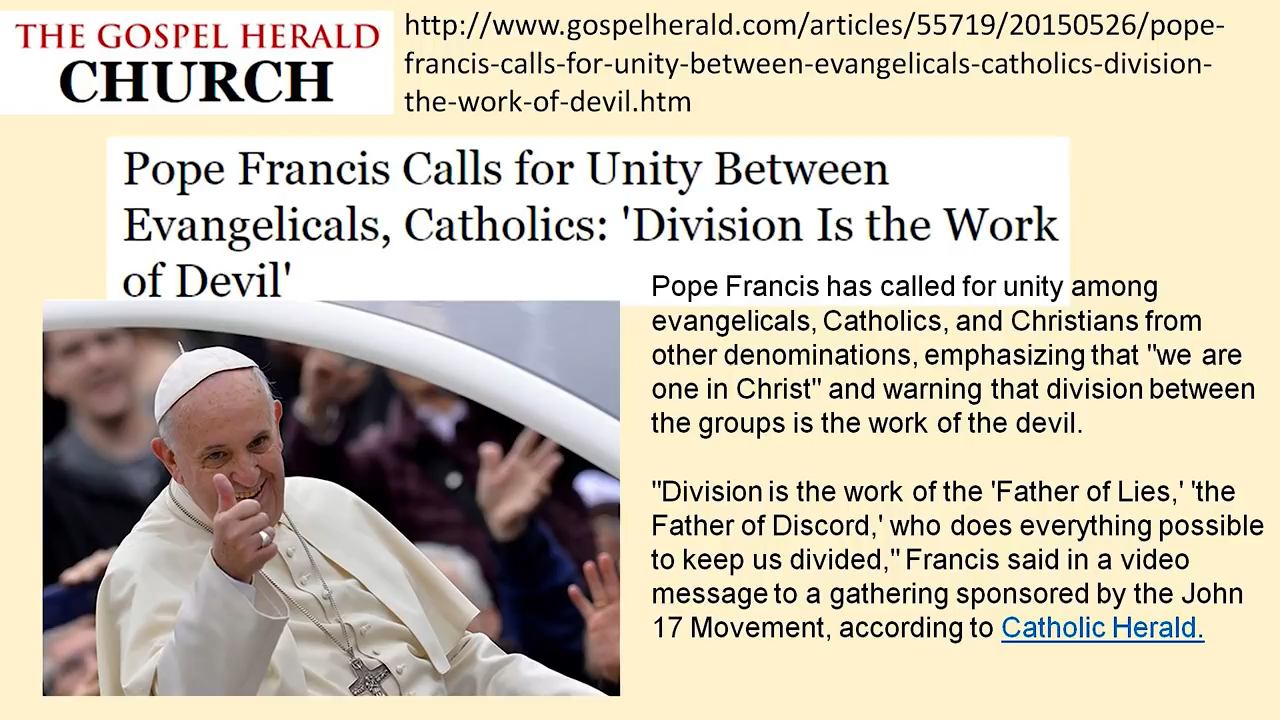 THE GOSPEL HERALD
CHURCH
http://www.gospelherald.com/articles/55719/20150526/pope-
francis-calls-for-unity-between-evangelicals-catholics-division-
the-work-of-devil.htm
Pope Francis Calls for Unity Between
Evangelicals, Catholics: 'Division Is the Work
of Devil'
Pope Francis has called for unity among
evangelicals, Catholics, and Christians from
other denominations, emphasizing that "we are
one in Christ" and warning that division between
the groups is the work of the devil.
"Division is the work of the 'Father of Lies,' 'the
Father of Discord,' who does everything possible
to keep us divided," Francis said in a video
message to a gathering sponsored by the John
17 Movement, according to Catholic Herald.